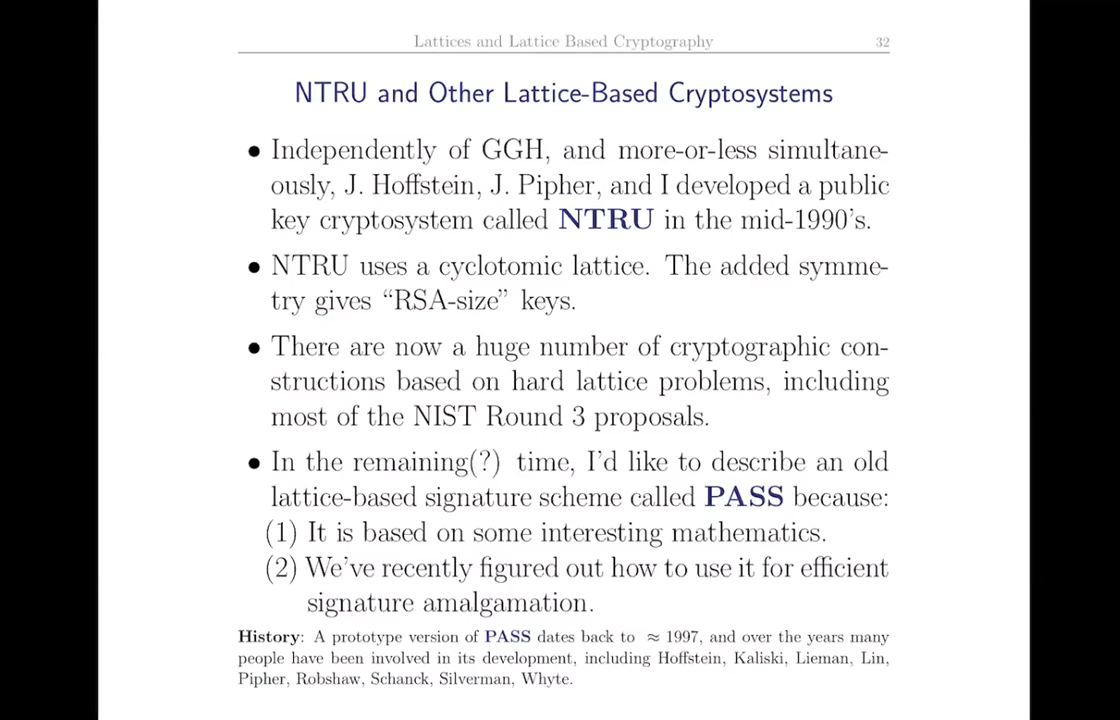 Lattices and Lattice Based Cryptography 32
NTRU and Other Lattice-Based Cryptosystems
• Independently of GGH, and more-or-less simultane-
ously, J. Hoffstein, J. Pipher, and I developed a public
key cryptosystem called NTRU in the mid-1990's.
• NTRU uses a cyclotomic lattice. The added symme-
try gives “RSA-size” keys.
• There are now a huge number of cryptographic con-
structions based on hard lattice problems, including
most of the NIST Round 3 proposals.
• In the remaining(?) time, I'd like to describe an old
lattice-based signature scheme called PASS because:
(1) It is based on some interesting mathematics.
(2) We've recently figured out how to use it for efficient
signature amalgamation.
History: A prototype version of PASS dates back to ≈ 1997, and over the years many
people have been involved in its development, including Hoffstein, Kaliski, Lieman, Lin,
Pipher, Robshaw, Schanck, Silverman, Whyte.